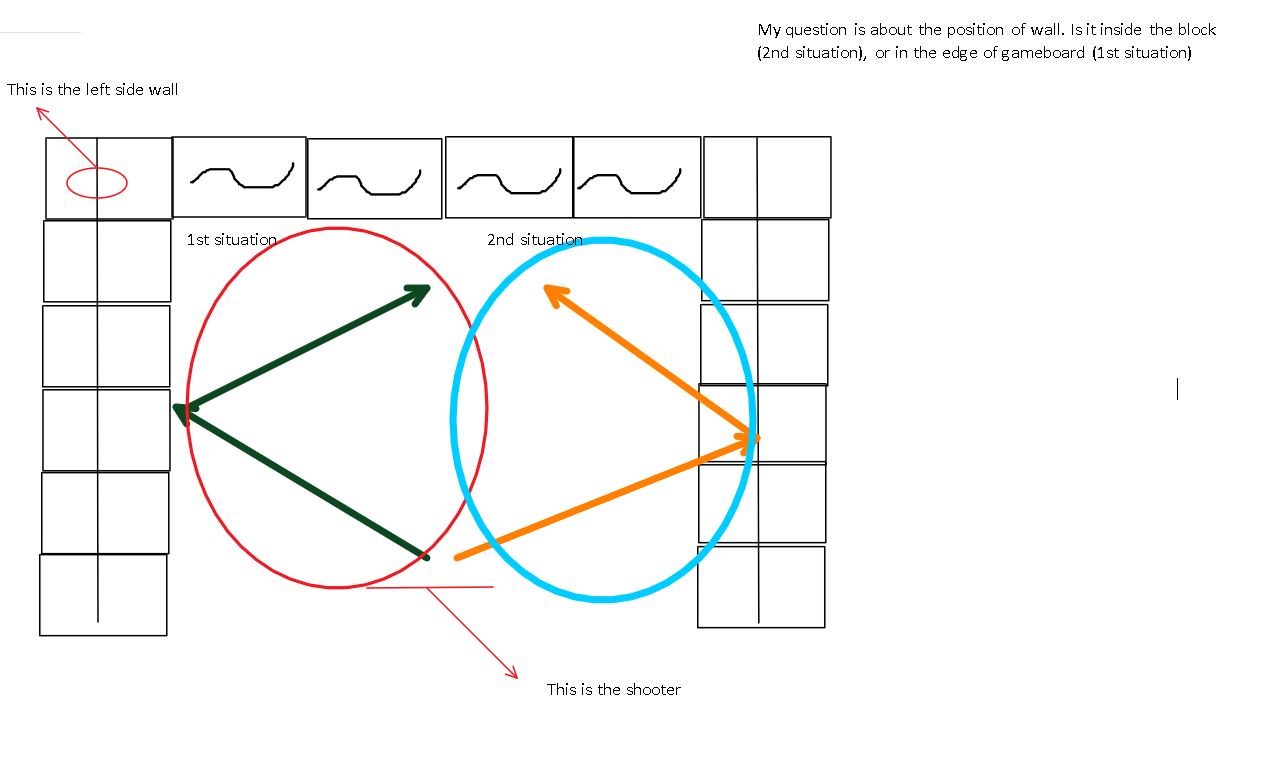 My question is about the position of wall. Is it inside the block
(2nd situation), or in the edge of gameboard (1st situation)
This is the left side wall
1st situation
2nd situation
This is the shooter